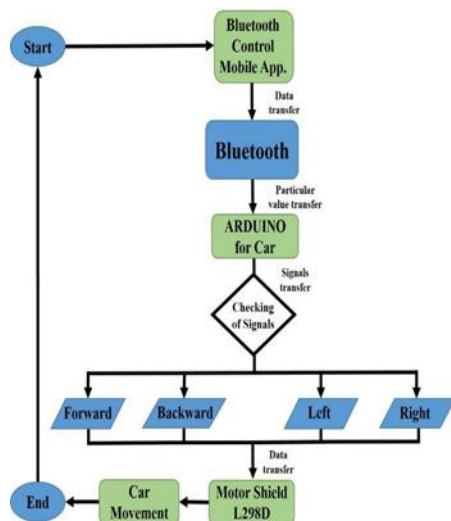 Start
Bluetooth
Control
Mobile App.
Data
transfer
Bluetooth
Particular
value transfer
ARDUINO
for Car
Signals
transfer
Checking
of Signals
Forward
Backward
Left
Right
Data
transfer
End
Car
Movement
Motor Shield
L298D